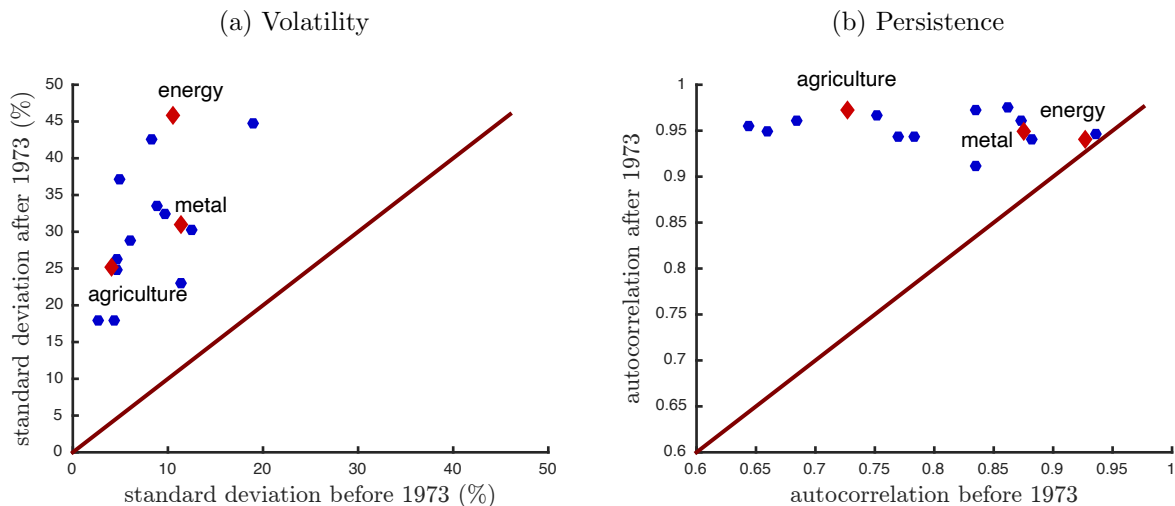 (a) Volatility
50
45
40
35
30
25
20
15
10
5
0
0
10
20
30
40
50
energy
metal
agriculture
standard deviation after 1973 (%)
standard deviation before 1973 (%)
(b) Persistence
1
0.95
0.9
0.85
0.8
0.75
0.7
0.65
0.6
0.6
0.65
0.7
0.75
0.8
0.85
0.9
0.95
1
agriculture
energy
metal
autocorrelation after 1973
autocorrelation before 1973